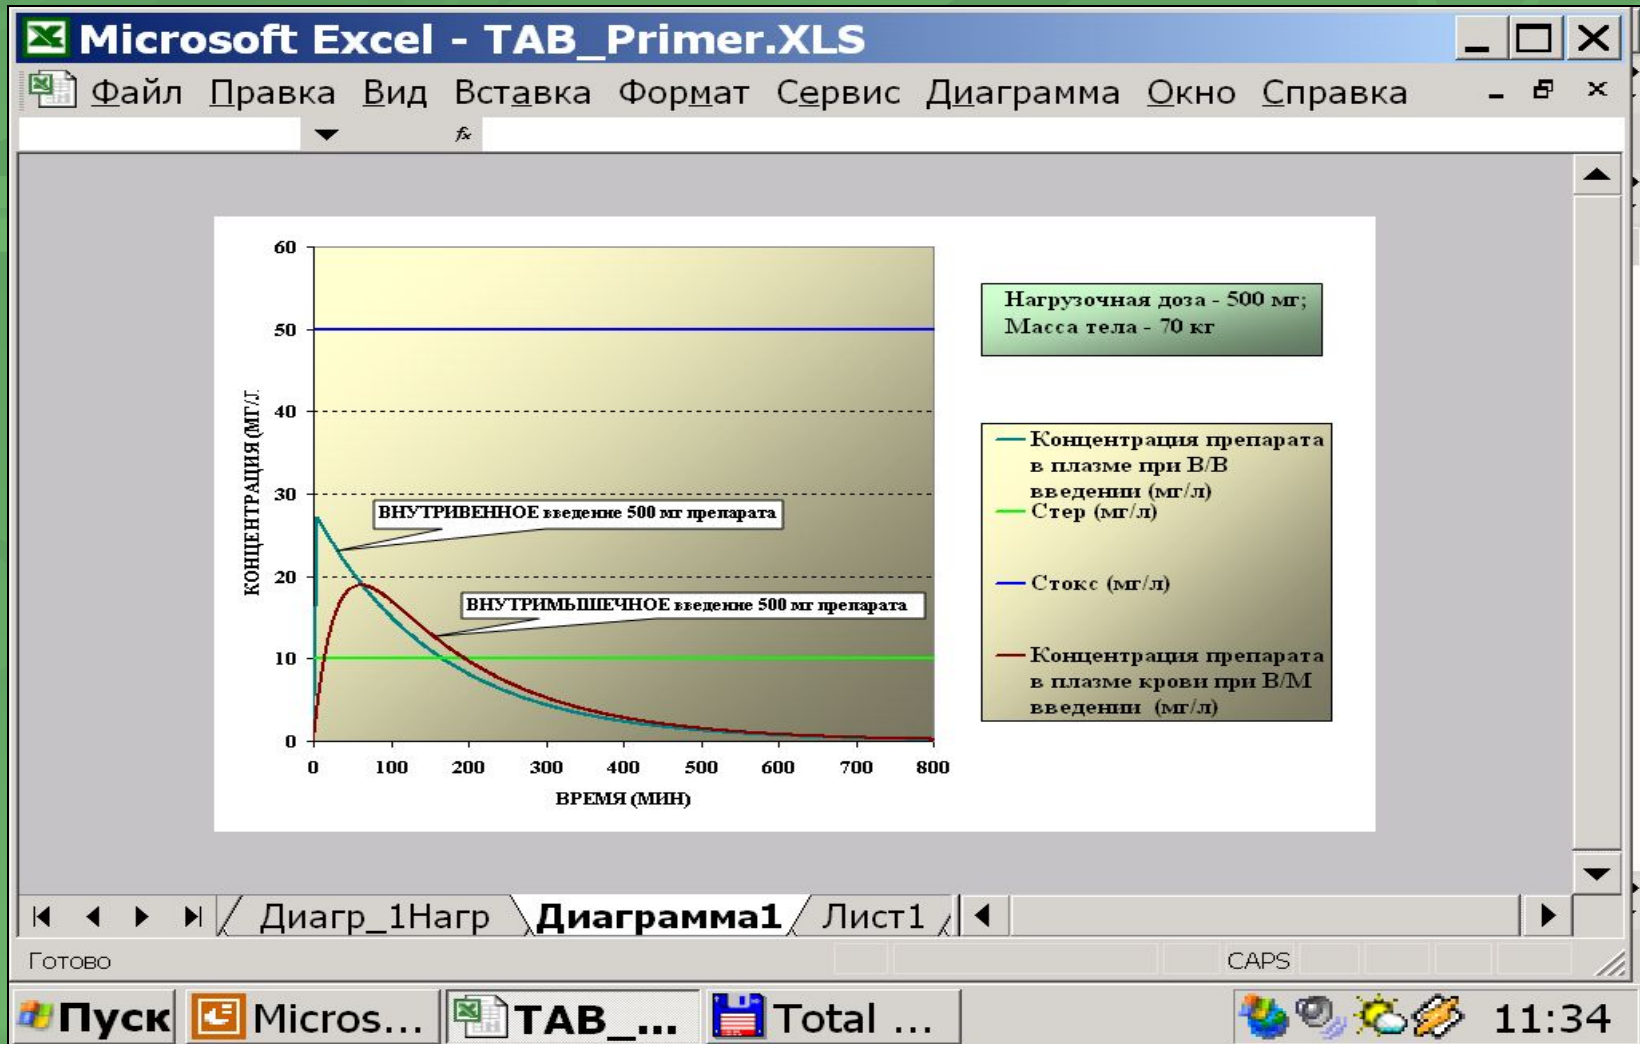 Microsoft Excel - TAB_Primer.XLS
Файл Правка Вид Вставка Формат Сервис Диаграмма Окно Справка
fx
60
50
40
30
20
10
0
КОНЦЕНТРАЦИЯ (МГ/Л
0 100 200 300 400 500 600 700 800
ВРЕМЯ (МИН)
ВНУТРИВЕННОЕ введение 500 мг препарата
ВНУТРИМЫШЕЧНОЕ введение 500 мг препарата
Нагрузочная доза - 500 мг;
Масса тела - 70 кг
Концентрация препарата
в плазме при В/В
введении (мг/л)
Стер (мг/л)
Стокс (мг/л)
Концентрация препарата
в плазме крови при В/М
введении (мг/л)
Диагр_1Нагр Диаграмма1 Лист1
Готово
CAPS
Пуск Micros... TAB_... Total ... 11:34